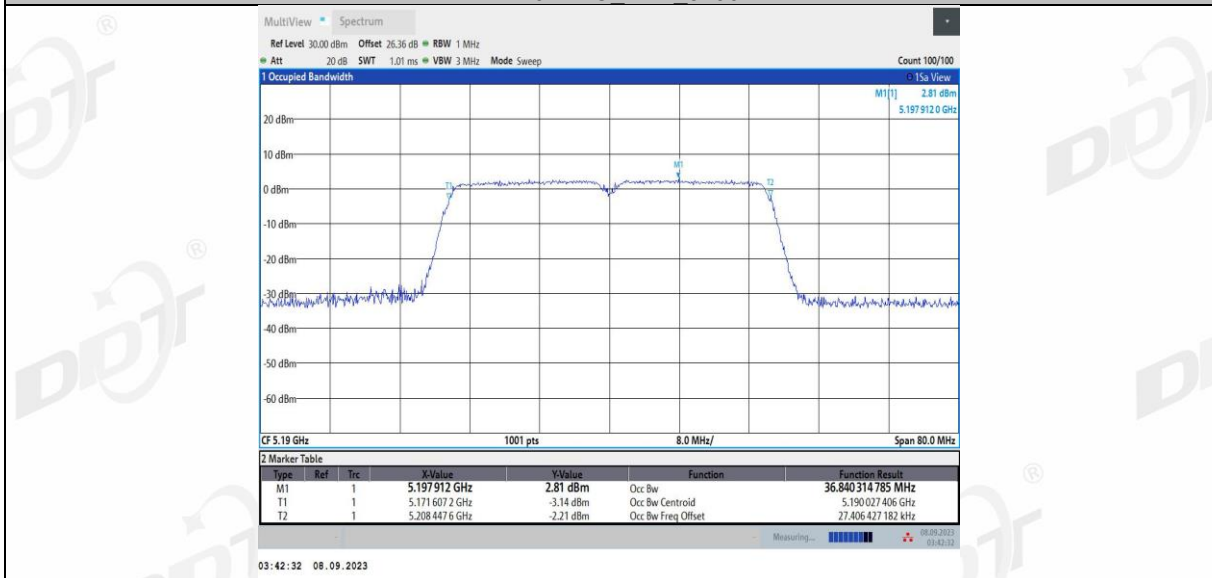 MultiView Spectrum
Ref Level 30.00 dBm Offset 26.36 dB RBW 1 MHz
Att 20 dB SWT 1.01 ms VBW 3 MHz Mode Sweep Count 100/100
1 Occupied Bandwidth 1Sa View
M1[1] 2.81 dBm
5.197 912 0 GHz
20 dBm
10 dBm
M1
T1 T2
0 dBm
-10 dBm
-20 dBm
-30 dBm
-40 dBm
-50 dBm
-60 dBm
CF 5.19 GHz 1001 pts 8.0 MHz/ Span 80.0 MHz
2 Marker Table
Type Ref Trc X-Value Y-Value Function Function Result
M1 1 5.197 912 GHz 2.81 dBm Occ Bw 36.840 314 785 MHz
T1 1 5.171 607 2 GHz -3.14 dBm Occ Bw Centroid 5.190 027 406 GHz
T2 1 5.208 447 6 GHz -2.21 dBm Occ Bw Freq Offset 27.406 427 182 kHz
Measuring... 08.09.2023
03:42:32
03:42:32 08.09.2023
DDT ®